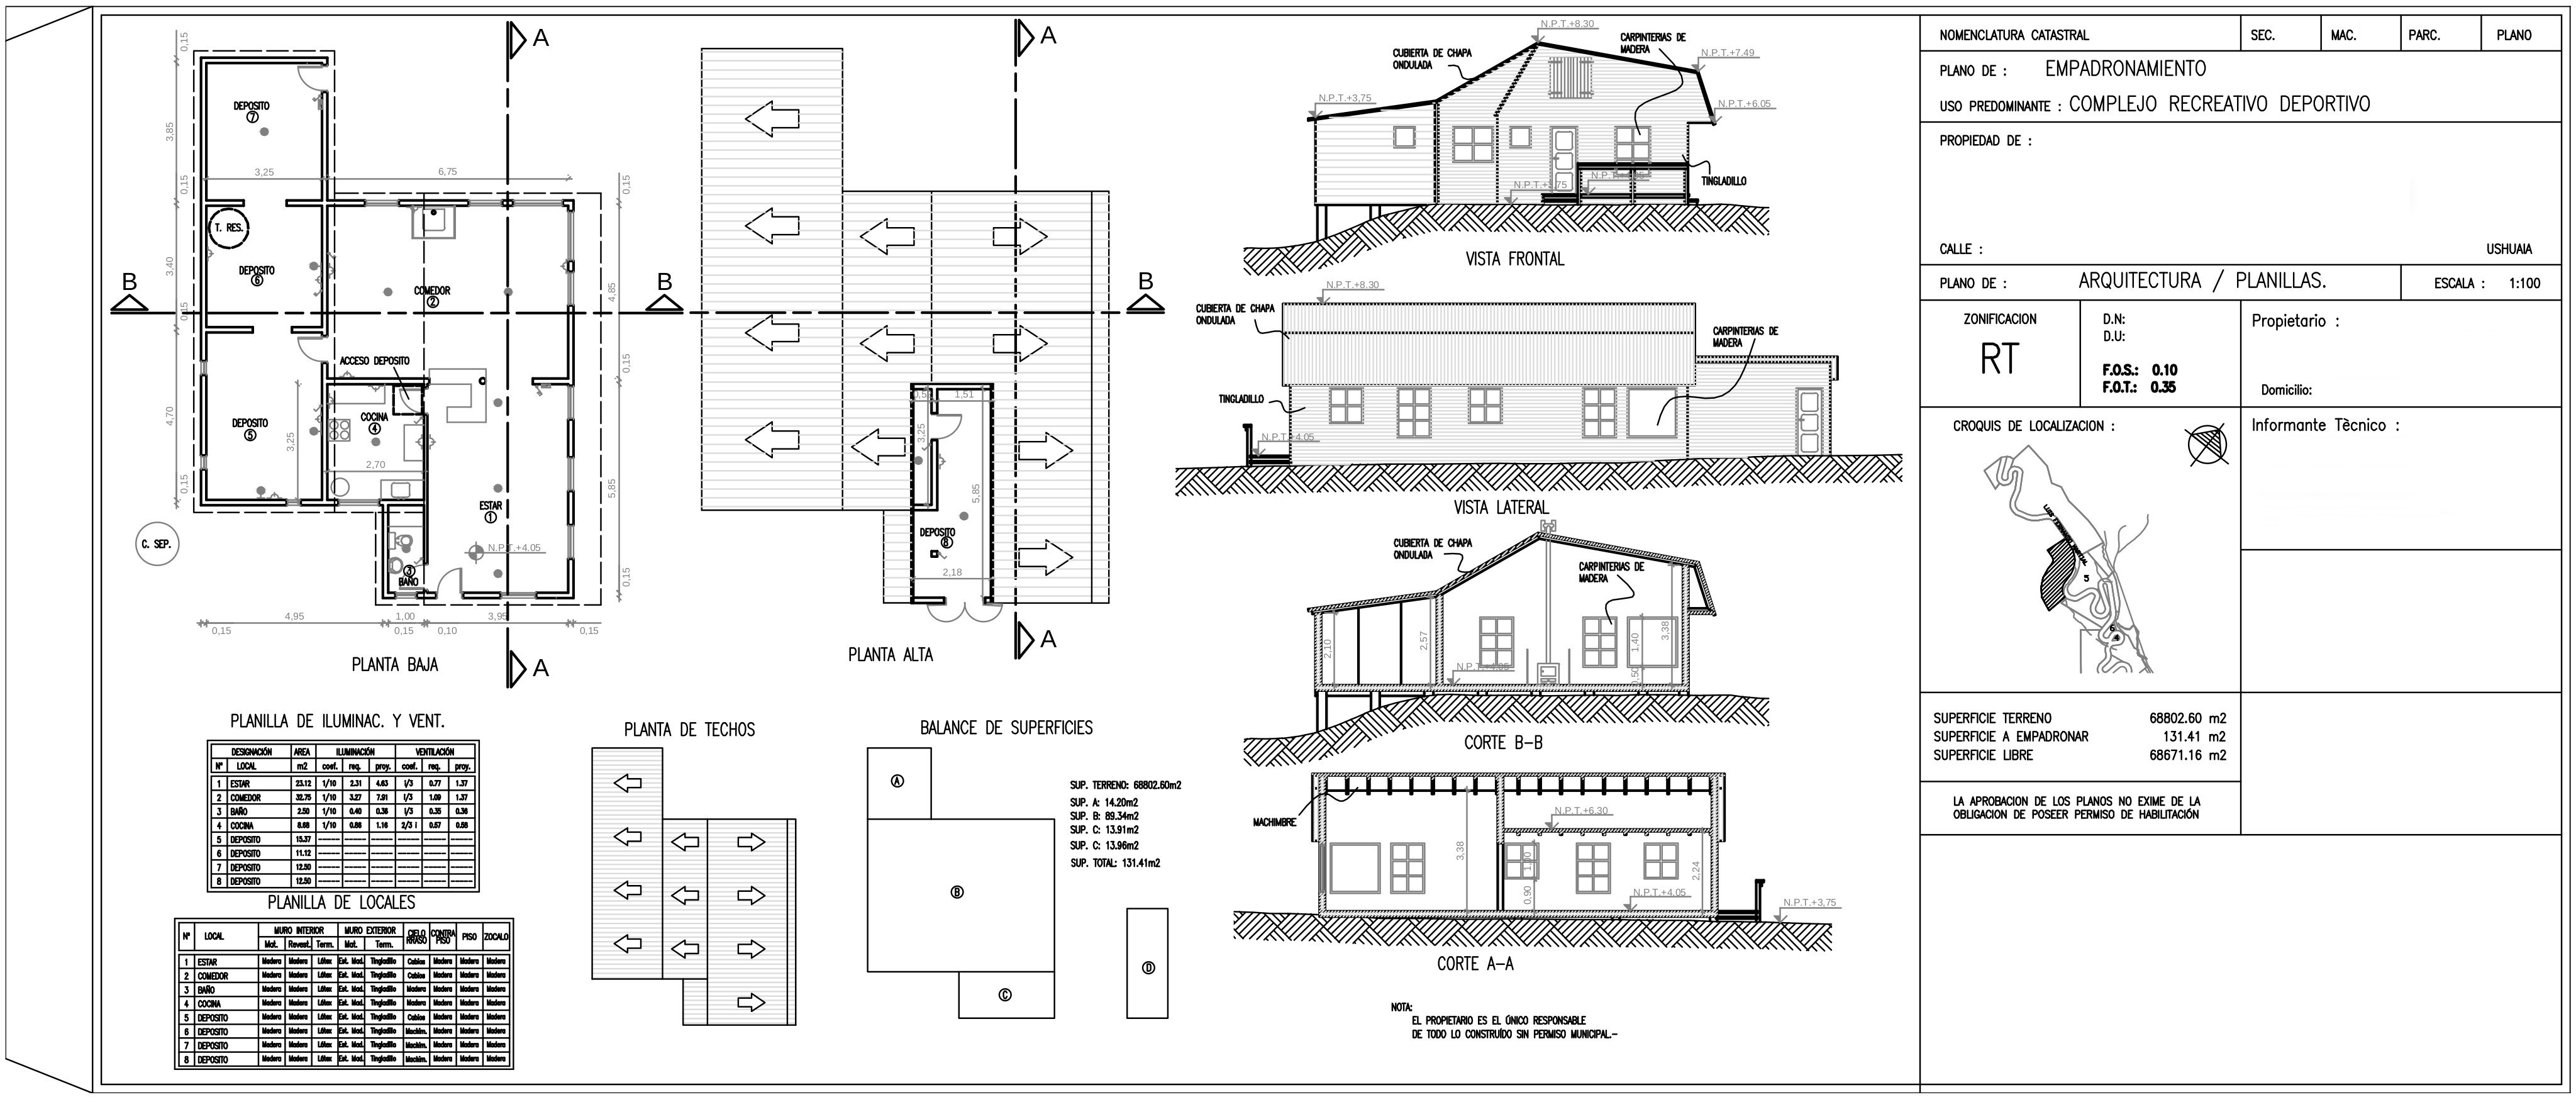 A
A
0,15
3,85
0,15
3,40
0,15
4,70
0,15
DEPOSITO
7
3,25
6,75
0,15
4,85
0,15
5,85
0,15
T. RES.
DEPOSITO
6
COMEDOR
2
B
B
B
ACCESO DEPOSITO
DEPOSITO
5
3,25
COCINA
4
2,70
ESTAR
1
N.P.T.+4.05
3
BAÑO
C. SEP.
4,95
1,00
3,95
0,15
0,15
0,10
0,15
A
A
PLANTA BAJA
1,51
3,25
5,85
DEPOSITO
8
2,18
PLANTA ALTA
N.P.T.+8.30
CUBIERTA DE CHAPA
ONDULADA
CARPINTERIAS DE
MADERA
N.P.T.+7.49
N.P.T.+3,75
N.P.T.+6.05
TINGLADILLO
VISTA FRONTAL
N.P.T.+8.30
CUBIERTA DE CHAPA
ONDULADA
CARPINTERIAS DE
MADERA
TINGLADILLO
N.P.T.+4.05
VISTA LATERAL
CUBIERTA DE CHAPA
ONDULADA
CARPINTERIAS DE
MADERA
2,10
2,57
N.P.T.+4.05
1,40
0,50
3,38
CORTE B-B
MACHIMBRE
N.P.T.+6.30
3,38
0,90
2,24
N.P.T.+4.05
N.P.T.+3,75
CORTE A-A
NOTA:
EL PROPIETARIO ES EL ÚNICO RESPONSABLE
DE TODO LO CONSTRUÍDO SIN PERMISO MUNICIPAL.-
PLANILLA DE ILUMINAC. Y VENT.
DESIGNACIÓN AREA ILUMINACIÓN VENTILACIÓN
Nº LOCAL m2 coef. req. proy. coef. req. proy.
1 ESTAR 23.12 1/10 2.31 4.63 1/3 0.77 1.37
2 COMEDOR 32.75 1/10 3.27 7.91 1/3 1.09 1.37
3 BAÑO 2.50 1/10 0.40 0.36 1/3 0.35 0.36
4 COCINA 8.68 1/10 0.86 1.16 2/3 i 0.57 0.58
5 DEPOSITO 15.37 ----- ----- ----- ----- ----- -----
6 DEPOSITO 11.12 ----- ----- ----- ----- ----- -----
7 DEPOSITO 12.50 ----- ----- ----- ----- ----- -----
8 DEPOSITO 12.50 ----- ----- ----- ----- ----- -----
PLANILLA DE LOCALES
Nº LOCAL MURO INTERIOR MURO EXTERIOR CIELO RRASO CONTRA PISO PISO ZOCALO
Mat. Revest. Term. Mat. Term.
1 ESTAR Madera Madera Látex Est. Mad. Tingladillo Cabios Madera Madera Madera
2 COMEDOR Madera Madera Látex Est. Mad. Tingladillo Cabios Madera Madera Madera
3 BAÑO Madera Madera Látex Est. Mad. Tingladillo Madera Madera Madera Madera
4 COCINA Madera Madera Látex Est. Mad. Tingladillo Madera Madera Madera Madera
5 DEPOSITO Madera Madera Látex Est. Mad. Tingladillo Cabios Madera Madera Madera
6 DEPOSITO Madera Madera Látex Est. Mad. Tingladillo Machim. Madera Madera Madera
7 DEPOSITO Madera Madera Látex Est. Mad. Tingladillo Machim. Madera Madera Madera
8 DEPOSITO Madera Madera Látex Est. Mad. Tingladillo Machim. Madera Madera Madera
PLANTA DE TECHOS
BALANCE DE SUPERFICIES
A
B
C
D
SUP. TERRENO: 68802.60m2
SUP. A: 14.20m2
SUP. B: 89.34m2
SUP. C: 13.91m2
SUP. C: 13.96m2
SUP. TOTAL: 131.41m2
NOMENCLATURA CATASTRAL SEC. MAC. PARC. PLANO
PLANO DE : EMPADRONAMIENTO
USO PREDOMINANTE : COMPLEJO RECREATIVO DEPORTIVO
PROPIEDAD DE :
CALLE : USHUAIA
PLANO DE : ARQUITECTURA / PLANILLAS. ESCALA : 1:100
ZONIFICACION
RT
D.N:
D.U:
F.O.S.: 0.10
F.O.T.: 0.35
Propietario :
Domicilio:
CROQUIS DE LOCALIZACION :
5
6
4
Informante Tècnico :
SUPERFICIE TERRENO 68802.60 m2
SUPERFICIE A EMPADRONAR 131.41 m2
SUPERFICIE LIBRE 68671.16 m2
LA APROBACION DE LOS PLANOS NO EXIME DE LA
OBLIGACION DE POSEER PERMISO DE HABILITACIÓN